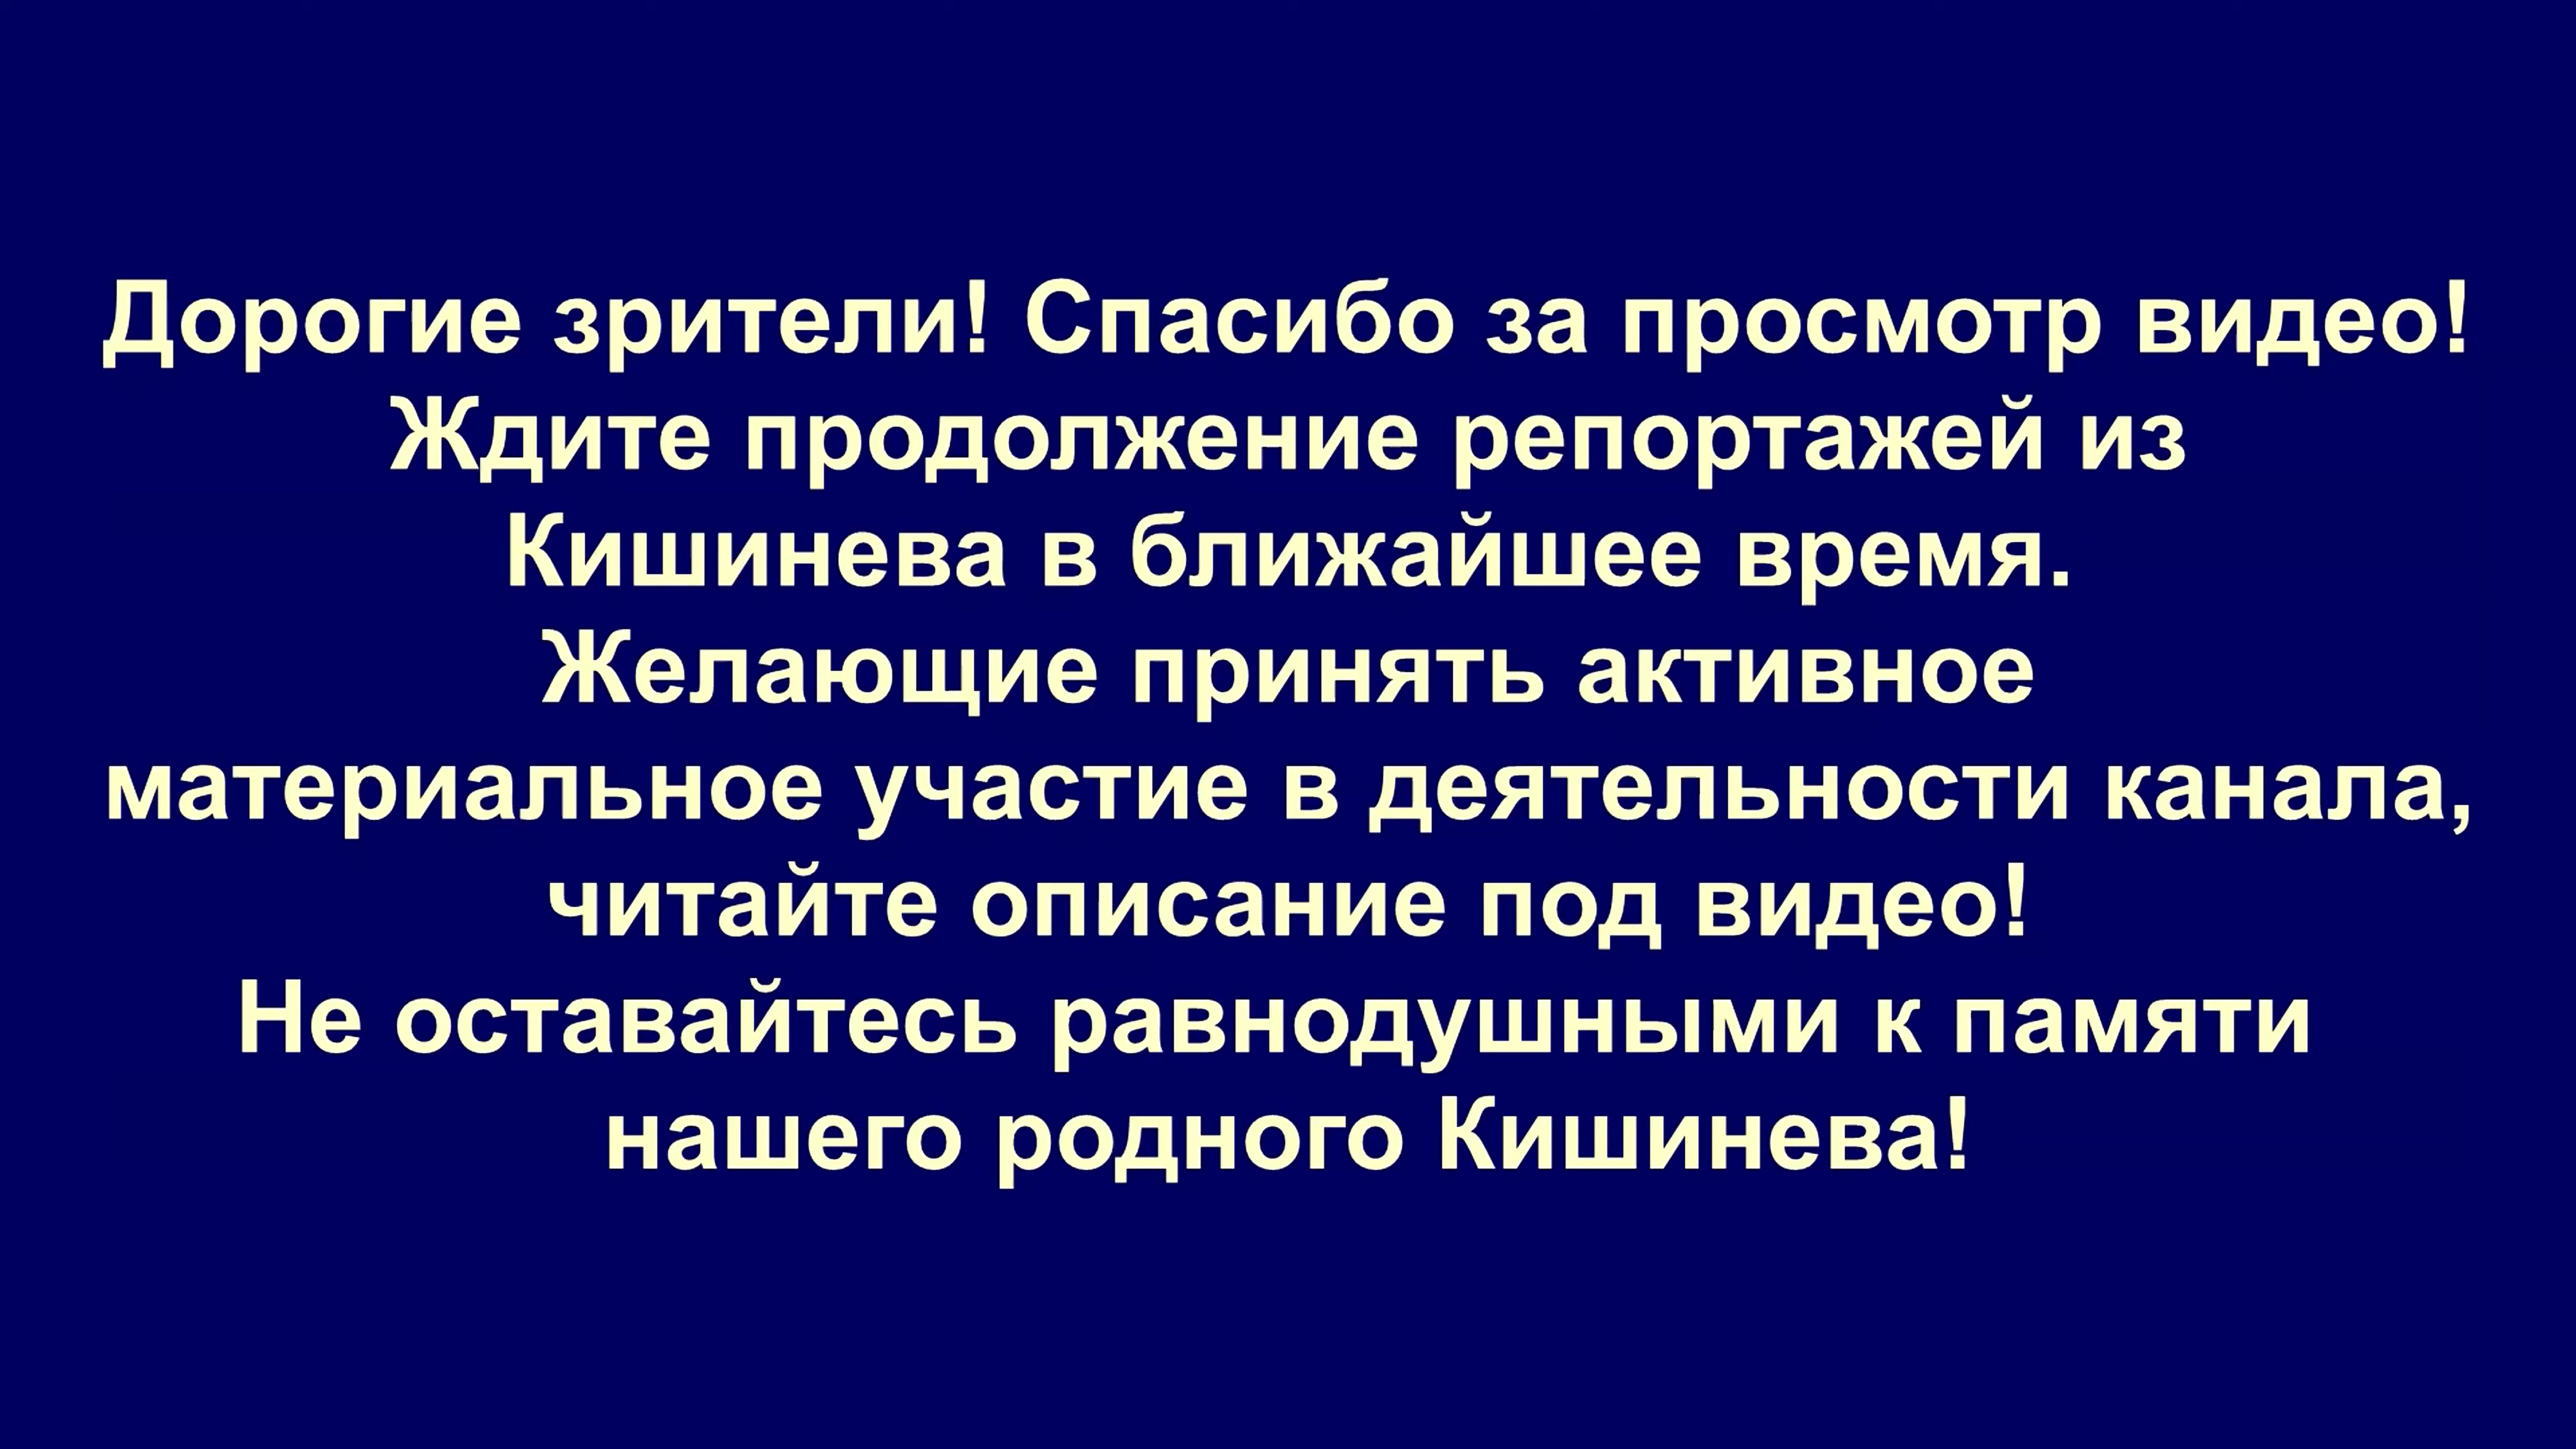 Дорогие зрители! Спасибо за просмотр видео!
Ждите продолжение репортажей из
Кишинева в ближайшее время.
Желающие принять активное
материальное участие в деятельности канала,
читайте описание под видео!
Не оставайтесь равнодушными к памяти
нашего родного Кишинева!